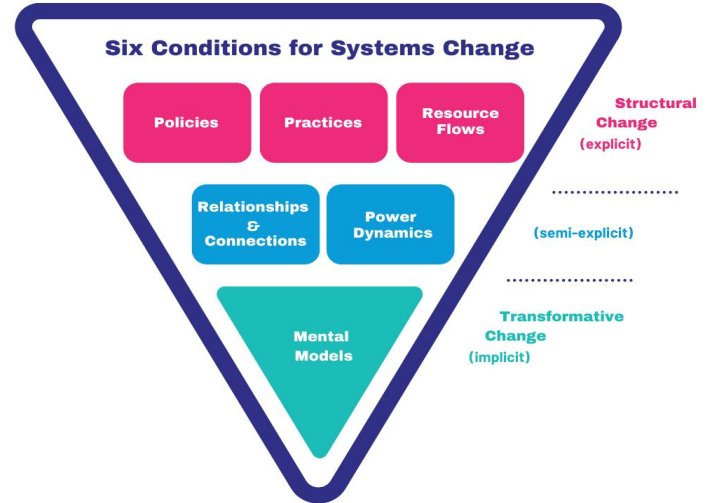 Six Conditions for Systems Change
Policies
Practices
Resource
Flows
Structural
Change
(explicit)
Relationships
&
Connections
Power
Dynamics
(semi-explicit)
Mental
Models
Transformative
Change
(implicit)